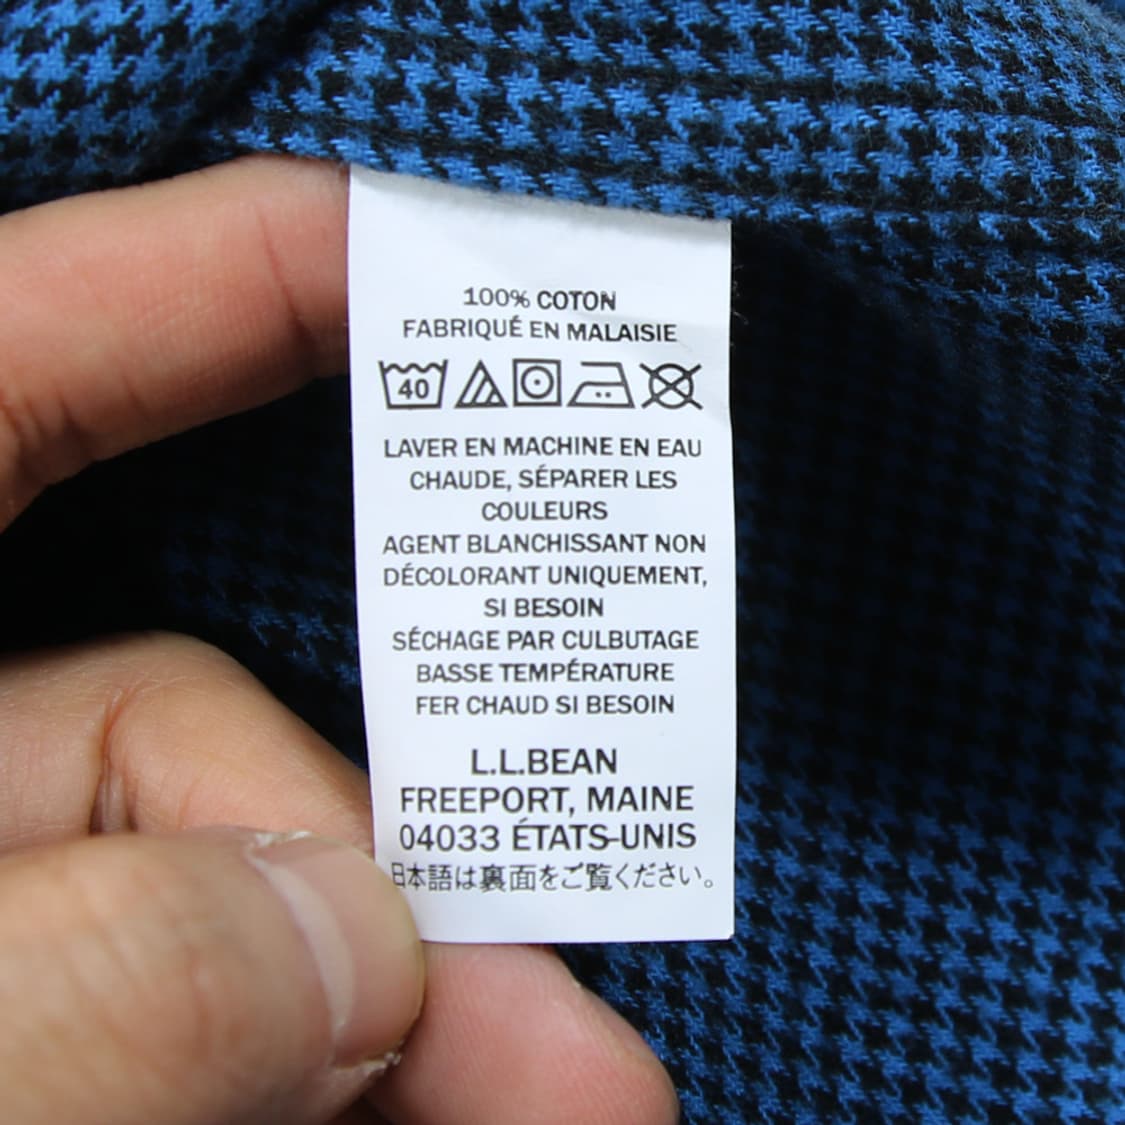 100% COTON
FABRIQUÉ EN MALAISIE
40
LAVER EN MACHINE EN EAU
CHAUDE, SÉPARER LES
COULEURS
AGENT BLANCHISSANT NON
DÉCOLORANT UNIQUEMENT,
SI BESOIN
SÉCHAGE PAR CULBUTAGE
BASSE TEMPÉRATURE
FER CHAUD SI BESOIN
L.L.BEAN
FREEPORT, MAINE
04033 ÉTATS-UNIS
日本語は裏面をご覧ください。